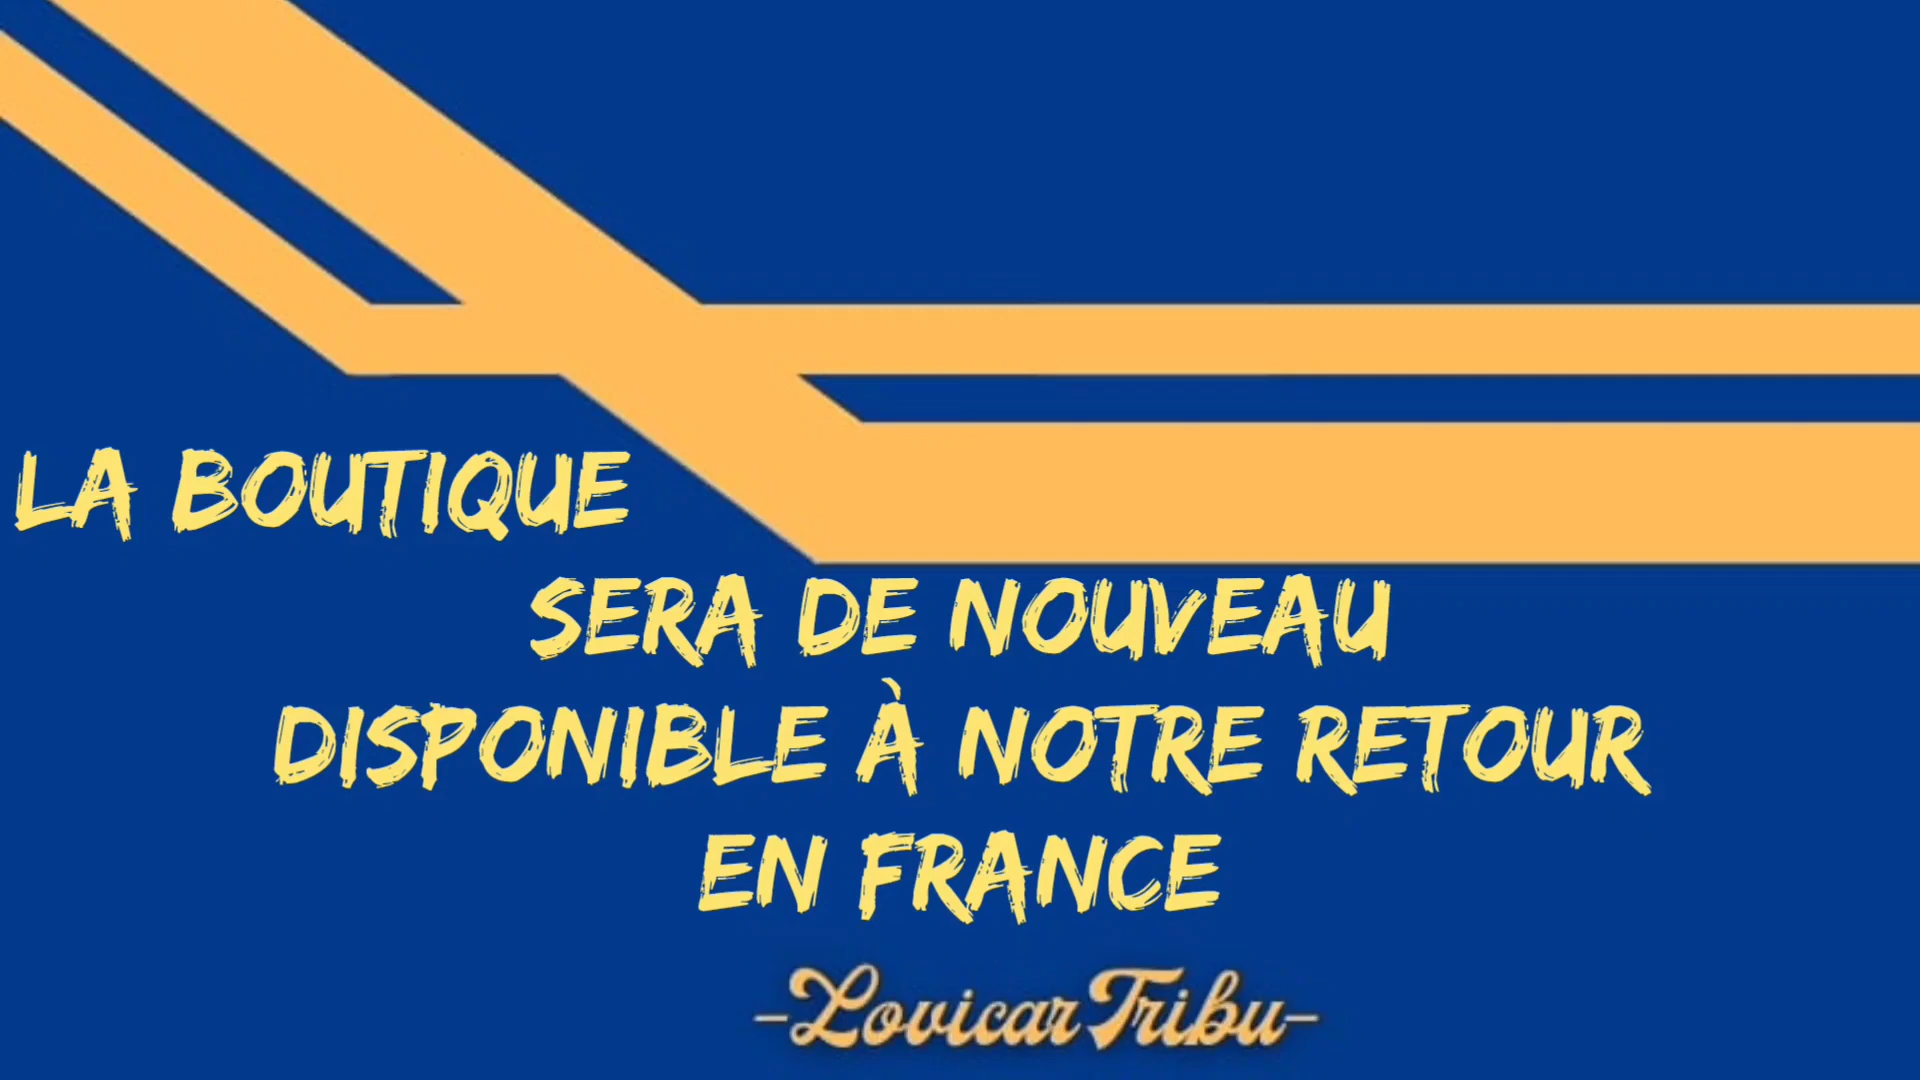 LA BOUTIQUE
SERA DE NOUVEAU
DISPONIBLE À NOTRE RETOUR
EN FRANCE
-LovicarTribu-